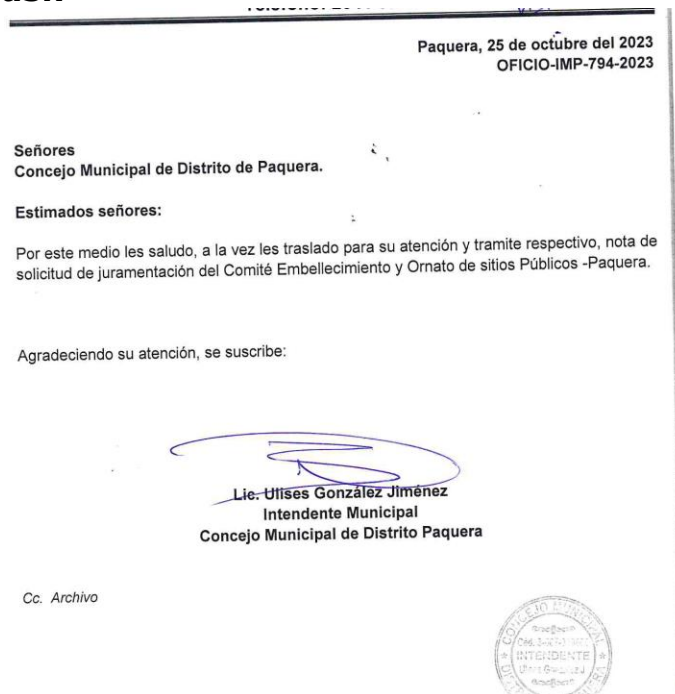 Paquera, 25 de octubre del 2023
OFICIO-IMP-794-2023
Señores
Concejo Municipal de Distrito de Paquera.
Estimados señores:
Por este medio les saludo, a la vez les traslado para su atención y tramite respectivo, nota de
solicitud de juramentación del Comité Embellecimiento y Ornato de sitios Públicos -Paquera.
Agradeciendo su atención, se suscribe:
Lic. Ulises González Jiménez
Intendente Municipal
Concejo Municipal de Distrito Paquera
Cc. Archivo
CONCEJO MUNICIPAL
INTENDENTE